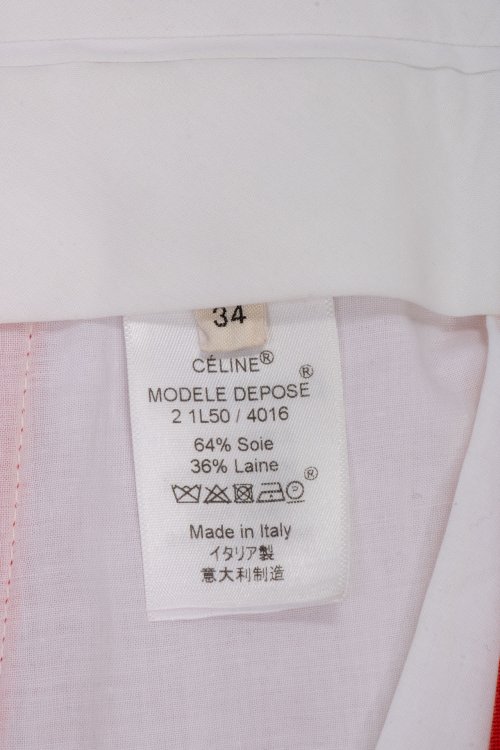 34
CÉLINE®
MODELE DEPOSE®
2 1L50 / 4016
64% Soie
36% Laine
®
Made in Italy
イタリア製
意大利制造